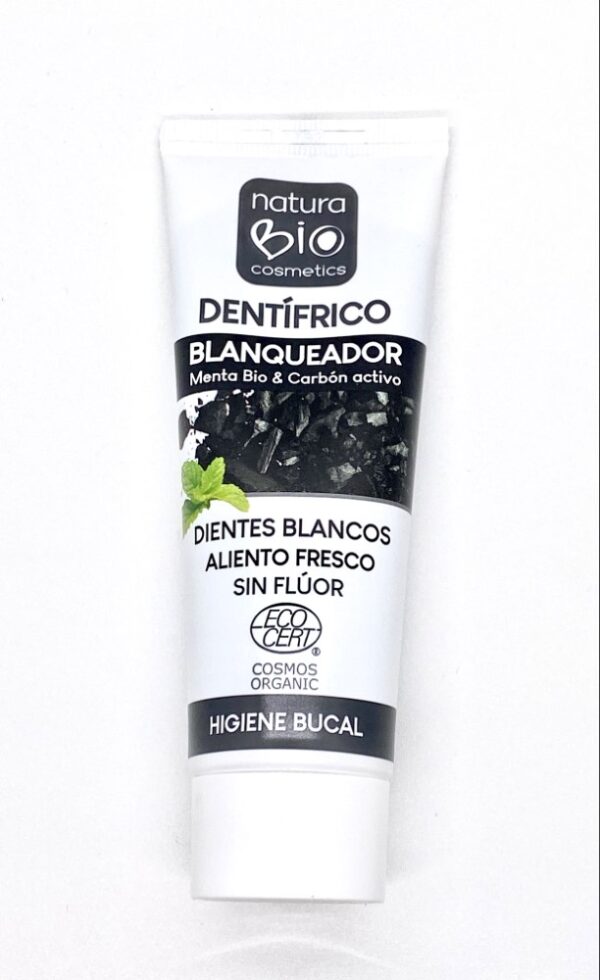 natura
Bio
cosmetics
DENTÍFRICO
BLANQUEADOR
Menta Bio & Carbón activo
DIENTES BLANCOS
ALIENTO FRESCO
SIN FLÚOR
ECO
CERT
®
COSMOS
ORGANIC
HIGIENE BUCAL